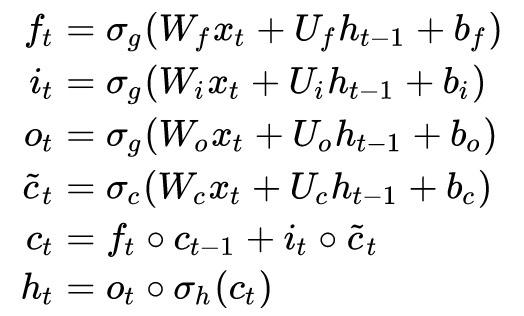 f_t = σ_g(W_f x_t + U_f h_{t−1} + b_f)
i_t = σ_g(W_i x_t + U_i h_{t−1} + b_i)
o_t = σ_g(W_o x_t + U_o h_{t−1} + b_o)
c̃_t = σ_c(W_c x_t + U_c h_{t−1} + b_c)
c_t = f_t ∘ c_{t−1} + i_t ∘ c̃_t
h_t = o_t ∘ σ_h(c_t)